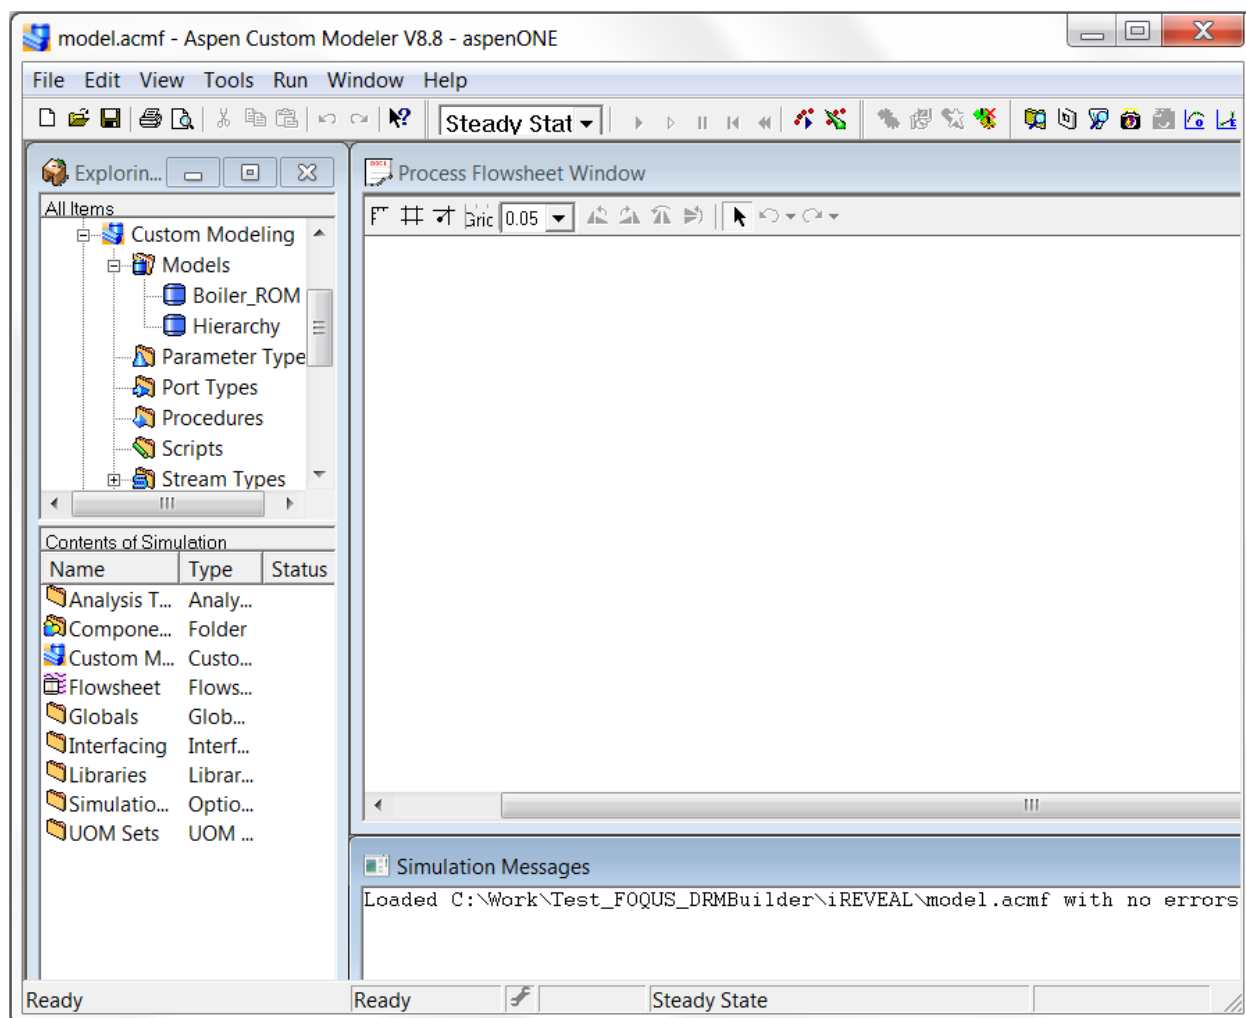 model.acmf - Aspen Custom Modeler V8.8 - aspenONE
File Edit View Tools Run Window Help
Steady Stat
Explorin...
Process Flowsheet Window
All Items
Gric 0.05
Custom Modeling
Models
Boiler_ROM
Hierarchy
Parameter Type
Port Types
Procedures
Scripts
Stream Types
Contents of Simulation
Name Type Status
Analysis T... Analy...
Compone... Folder
Custom M... Custo...
Flowsheet Flows...
Globals Glob...
Interfacing Interf...
Libraries Librar...
Simulatio... Optio...
UOM Sets UOM ...
Simulation Messages
Loaded C:\Work\Test_FOQUS_DRMBuilder\iREVEAL\model.acmf with no errors
Ready Ready Steady State